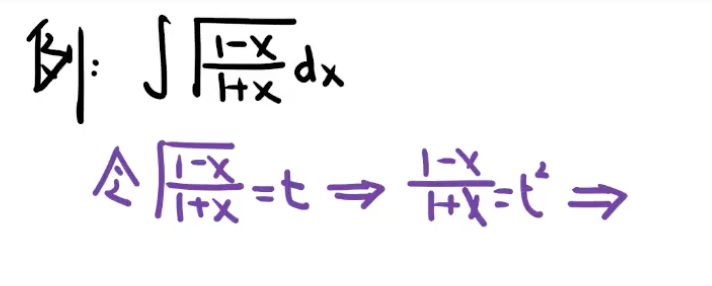 例: ∫√((1-x)/(1+x)) dx
令 √((1-x)/(1+x)) = t ⇒ (1-x)/(1+x) = t² ⇒